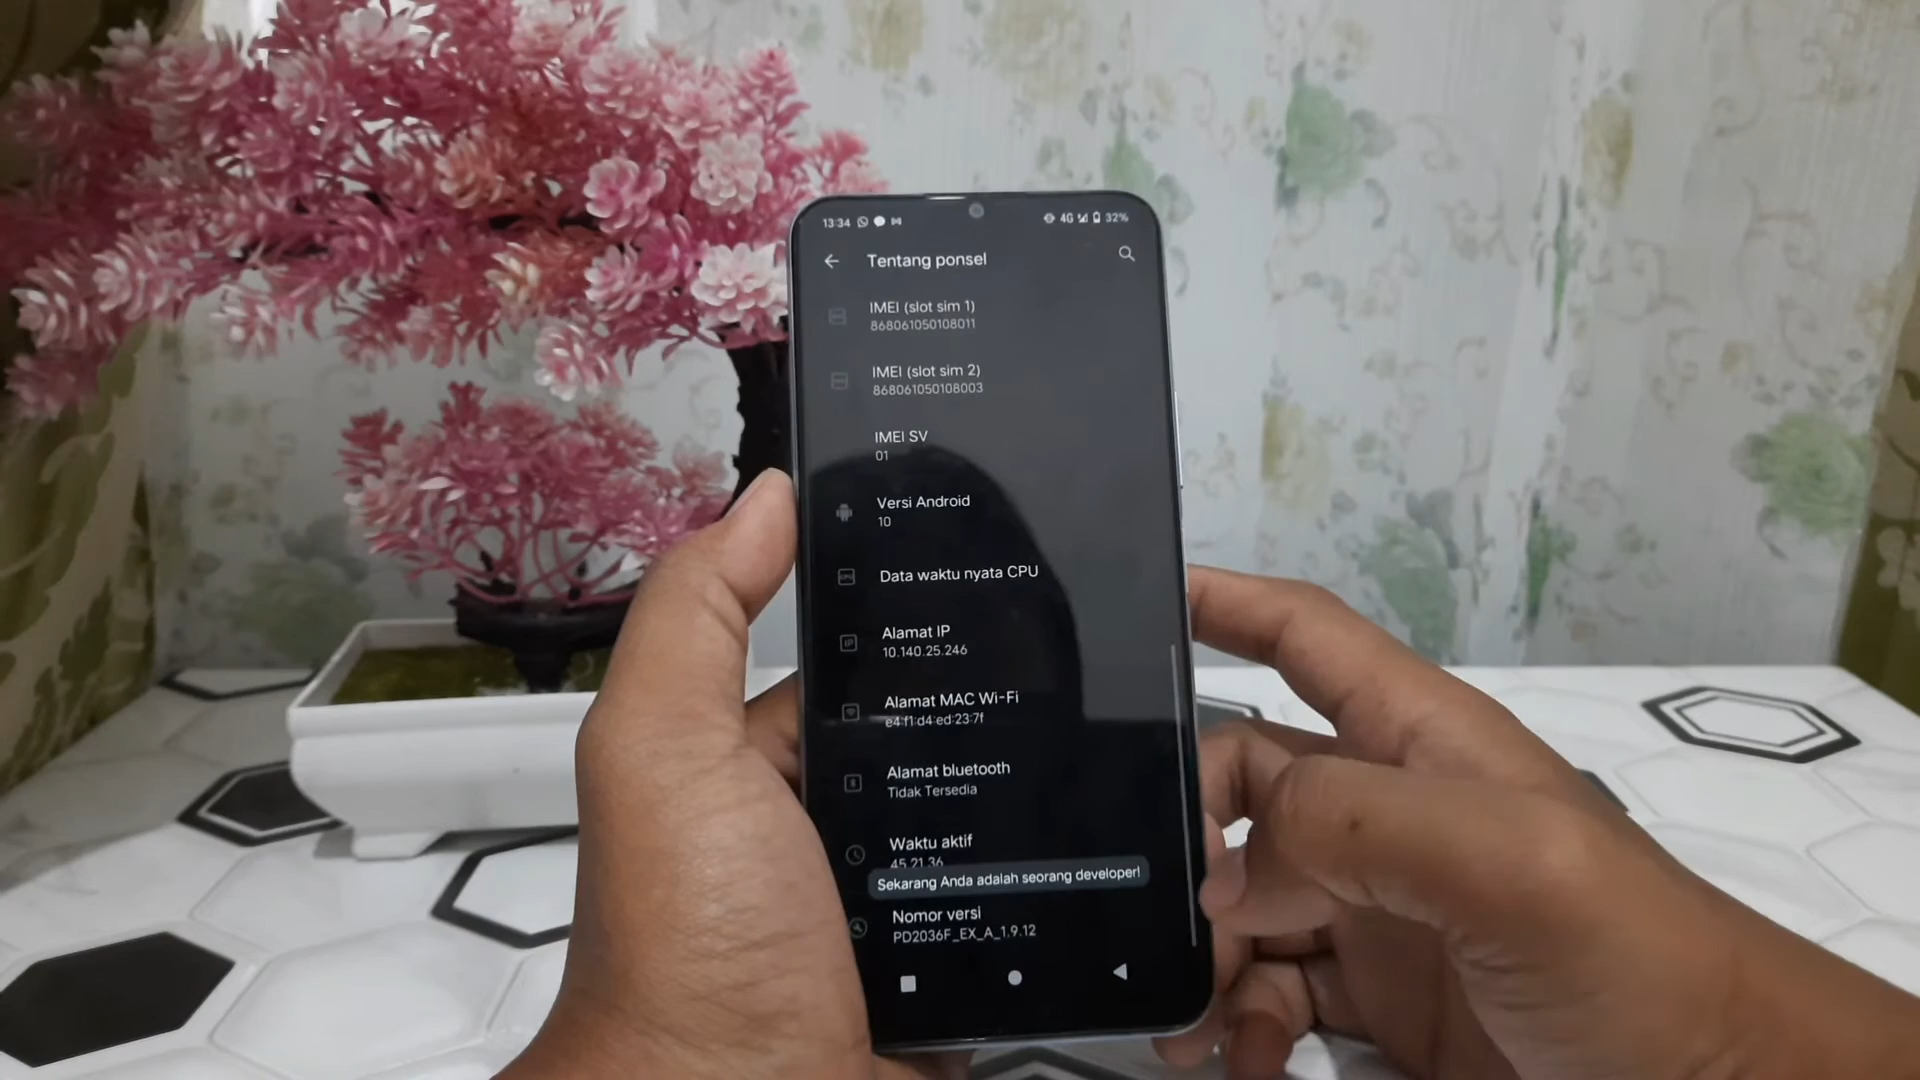 13:34
4G
32%
Tentang ponsel
IMEI (slot sim 1)
868061050108011
IMEI (slot sim 2)
868061050108003
IMEI SV
01
Versi Android
10
CPU
Data waktu nyata CPU
IP
Alamat IP
10.140.25.246
Alamat MAC Wi-Fi
e4:f1:d4:ed:23:7f
Alamat bluetooth
Tidak Tersedia
Waktu aktif
45.21.36
Sekarang Anda adalah seorang developer!
Nomor versi
PD2036F_EX_A_1.9.12